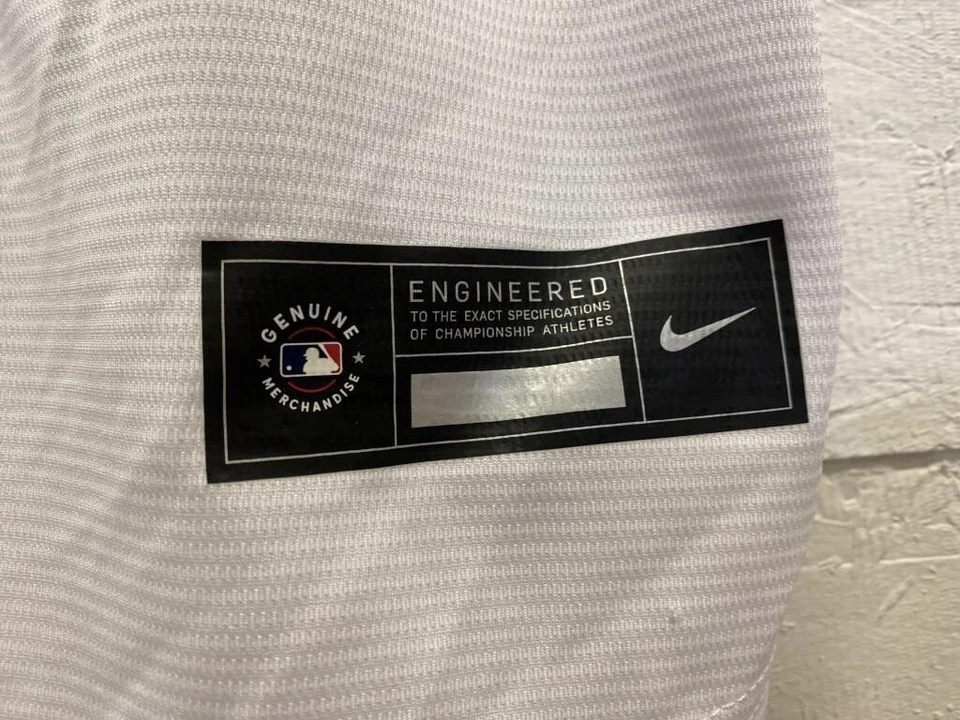 GENUINE
MERCHANDISE
ENGINEERED
TO THE EXACT SPECIFICATIONS
OF CHAMPIONSHIP ATHLETES